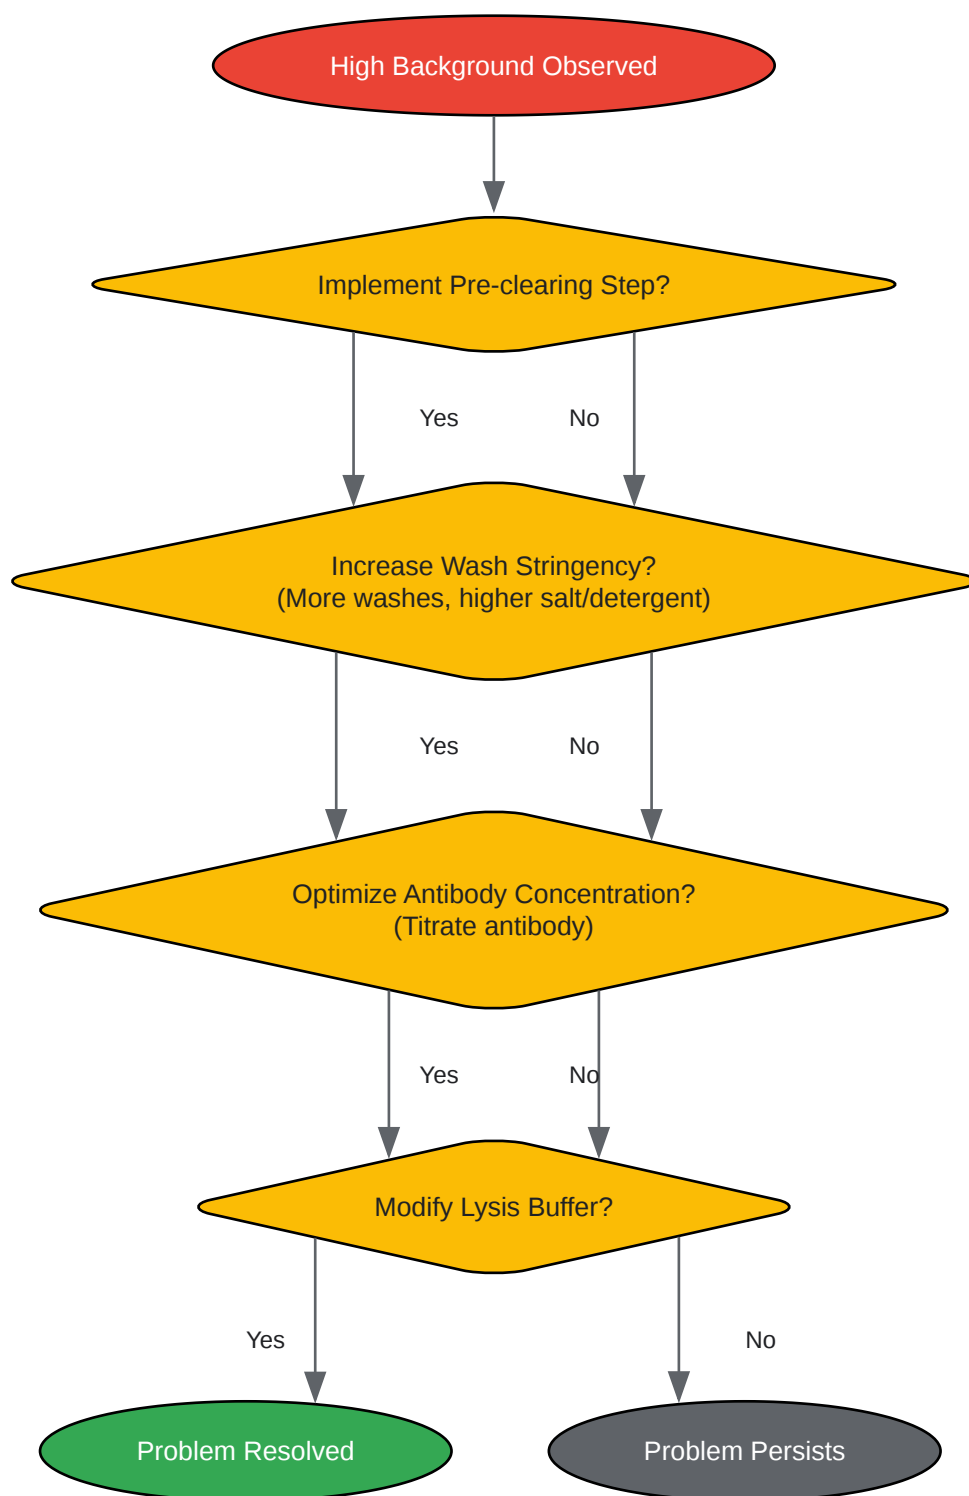 High Background Observed
Implement Pre-clearing Step?
Yes
No
Increase Wash Stringency?
(More washes, higher salt/detergent)
Yes
No
Optimize Antibody Concentration?
(Titrate antibody)
Yes
No
Modify Lysis Buffer?
Yes
No
Problem Resolved
Problem Persists